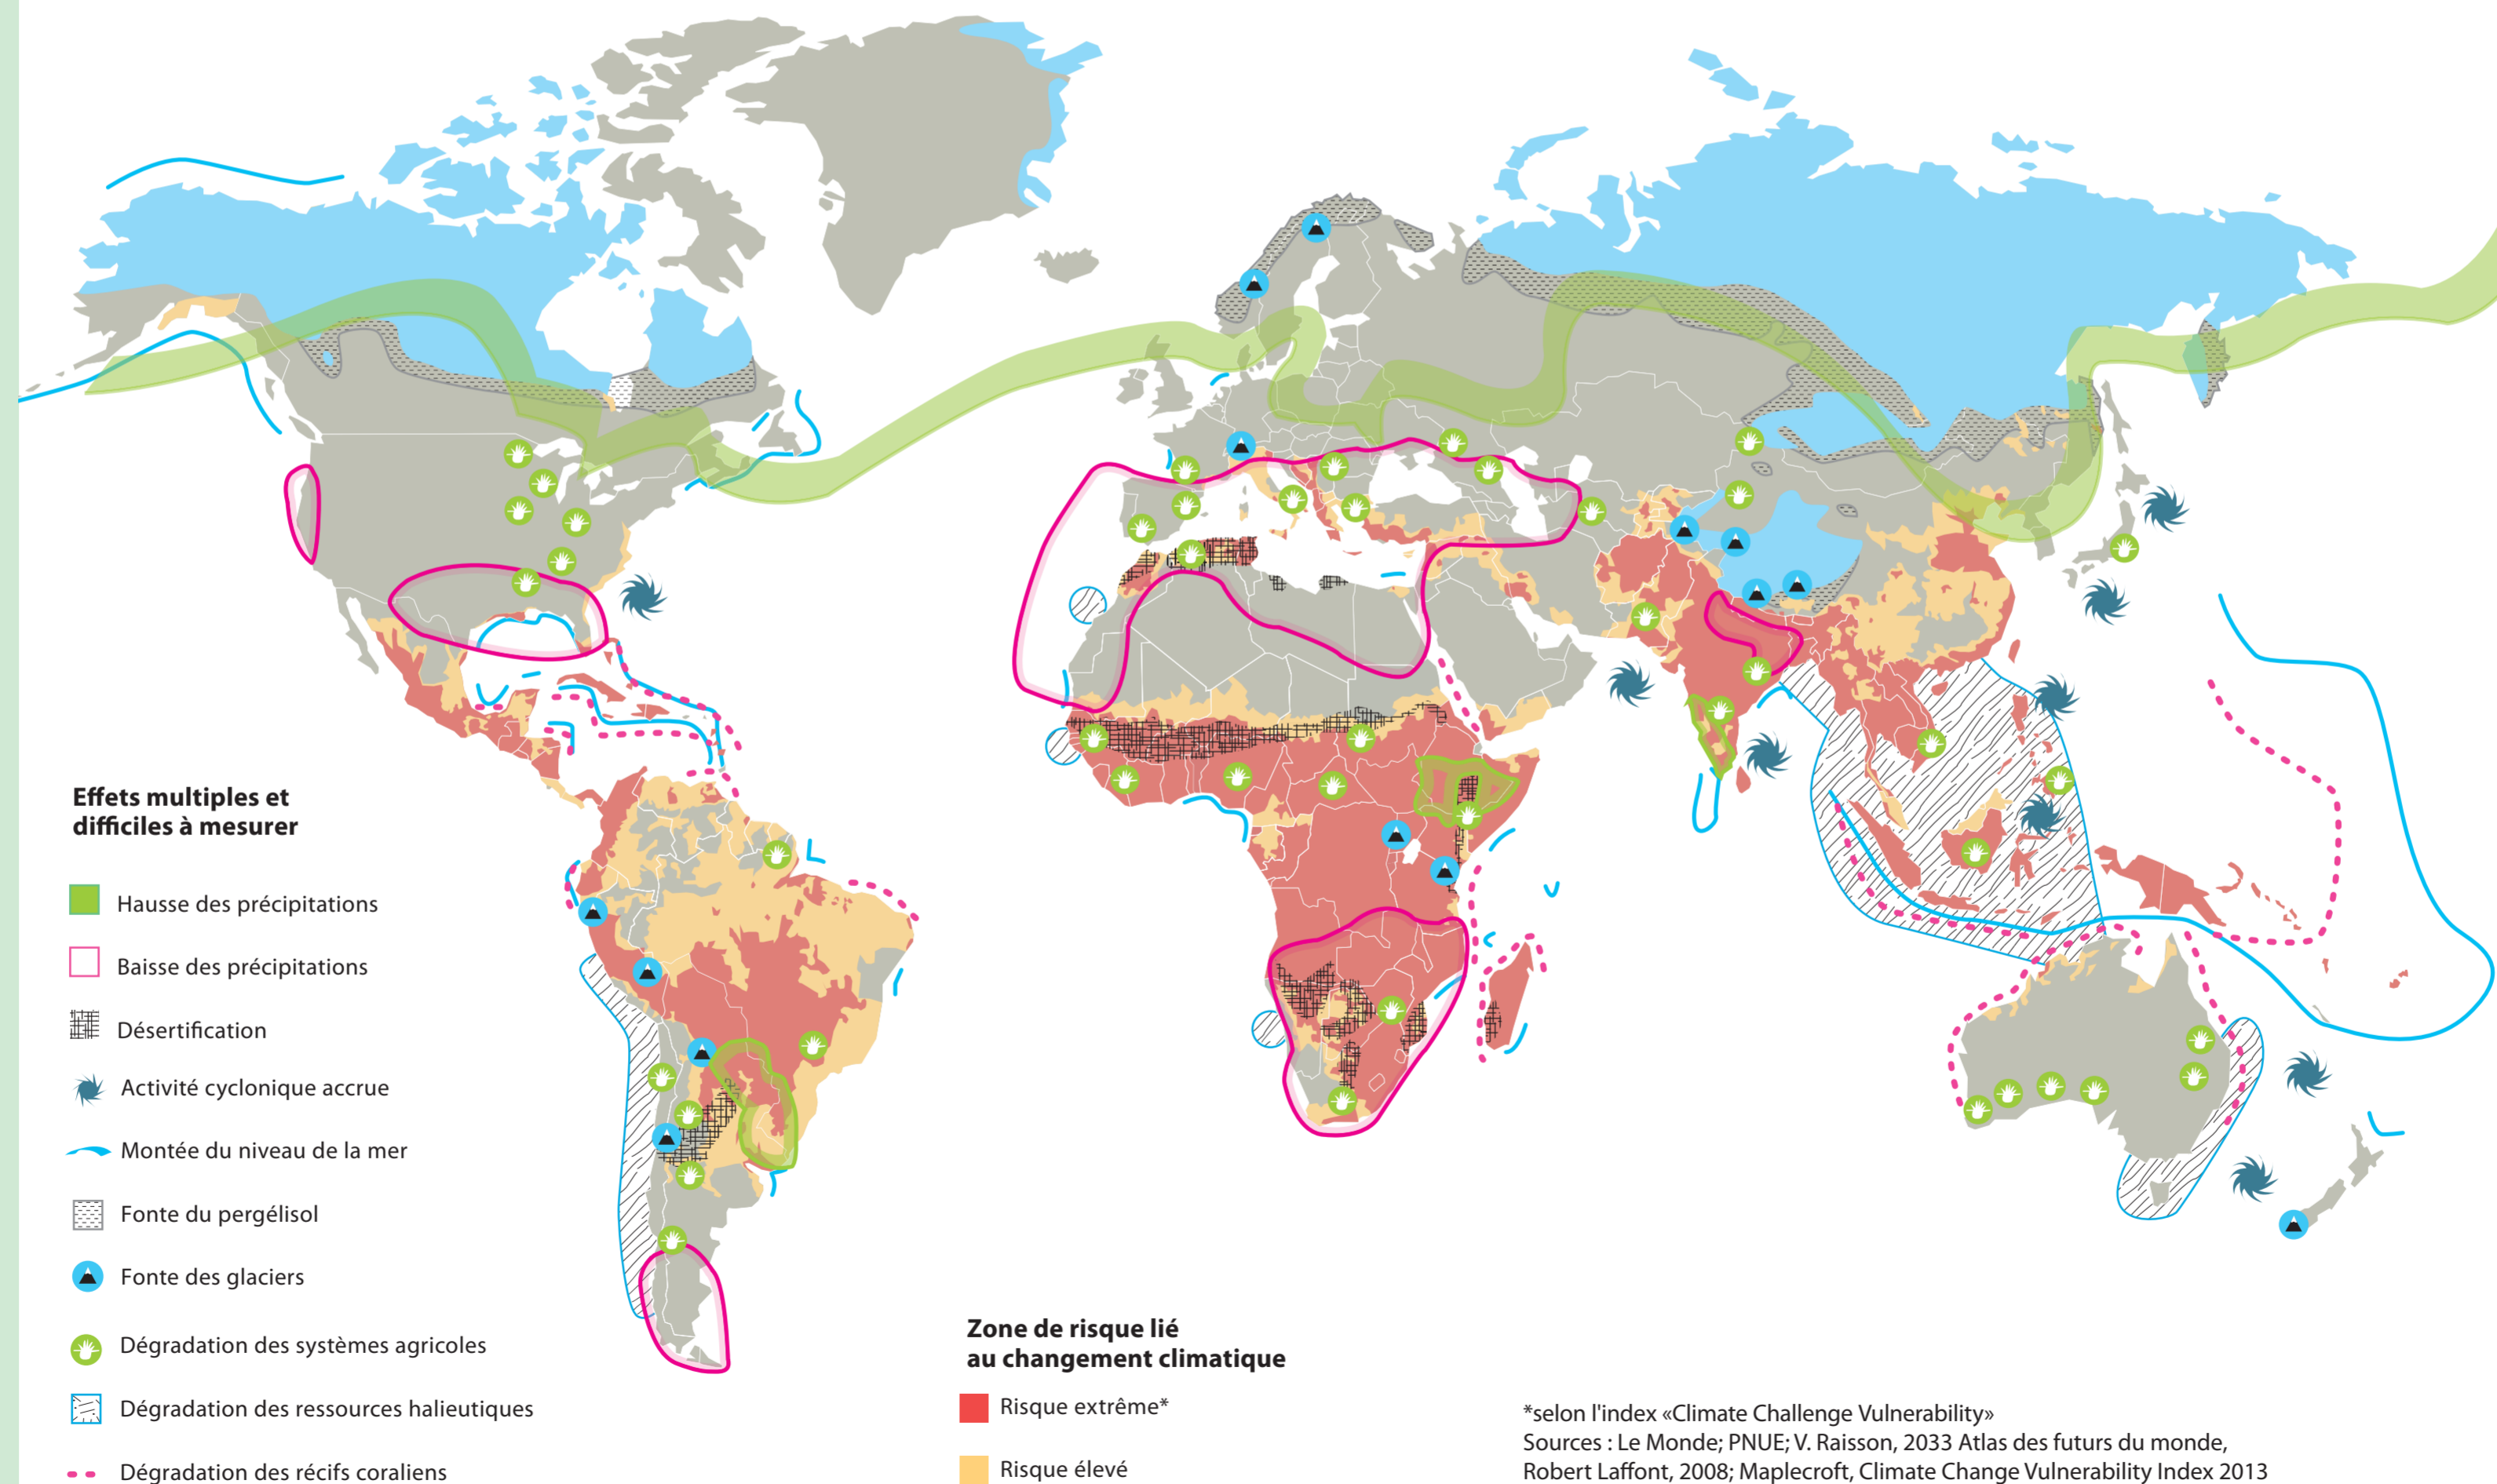 Effets multiples et
difficiles à mesurer
Hausse des précipitations
Baisse des précipitations
Désertification
Activité cyclonique accrue
Montée du niveau de la mer
Fonte du pergélisol
Fonte des glaciers
Dégradation des systèmes agricoles
Dégradation des ressources halieutiques
Dégradation des récifs coraliens
Zone de risque lié
au changement climatique
Risque extrême*
Risque élevé
*selon l'index «Climate Challenge Vulnerability»
Sources : Le Monde; PNUE; V. Raisson, 2033 Atlas des futurs du monde,
Robert Laffont, 2008; Maplecroft, Climate Change Vulnerability Index 2013